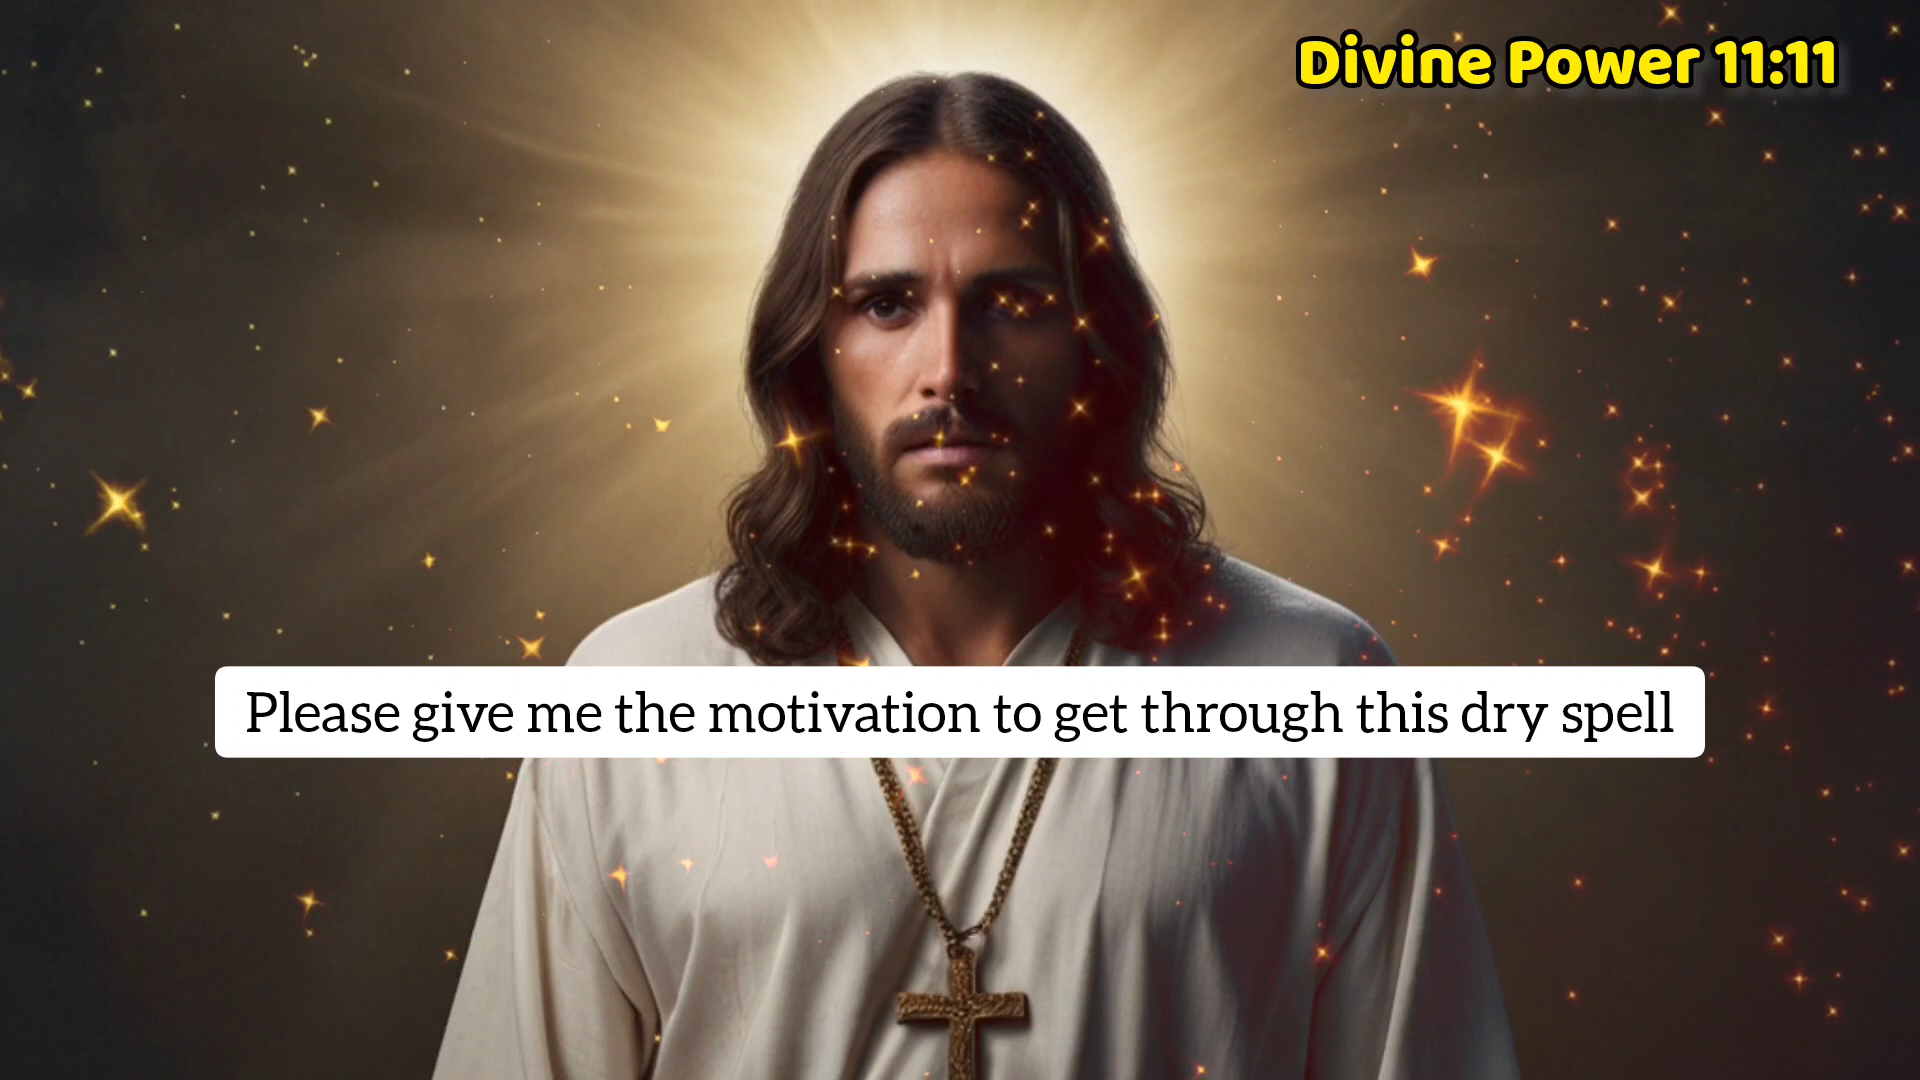 Divine Power 11:11
Please give me the motivation to get through this dry spell